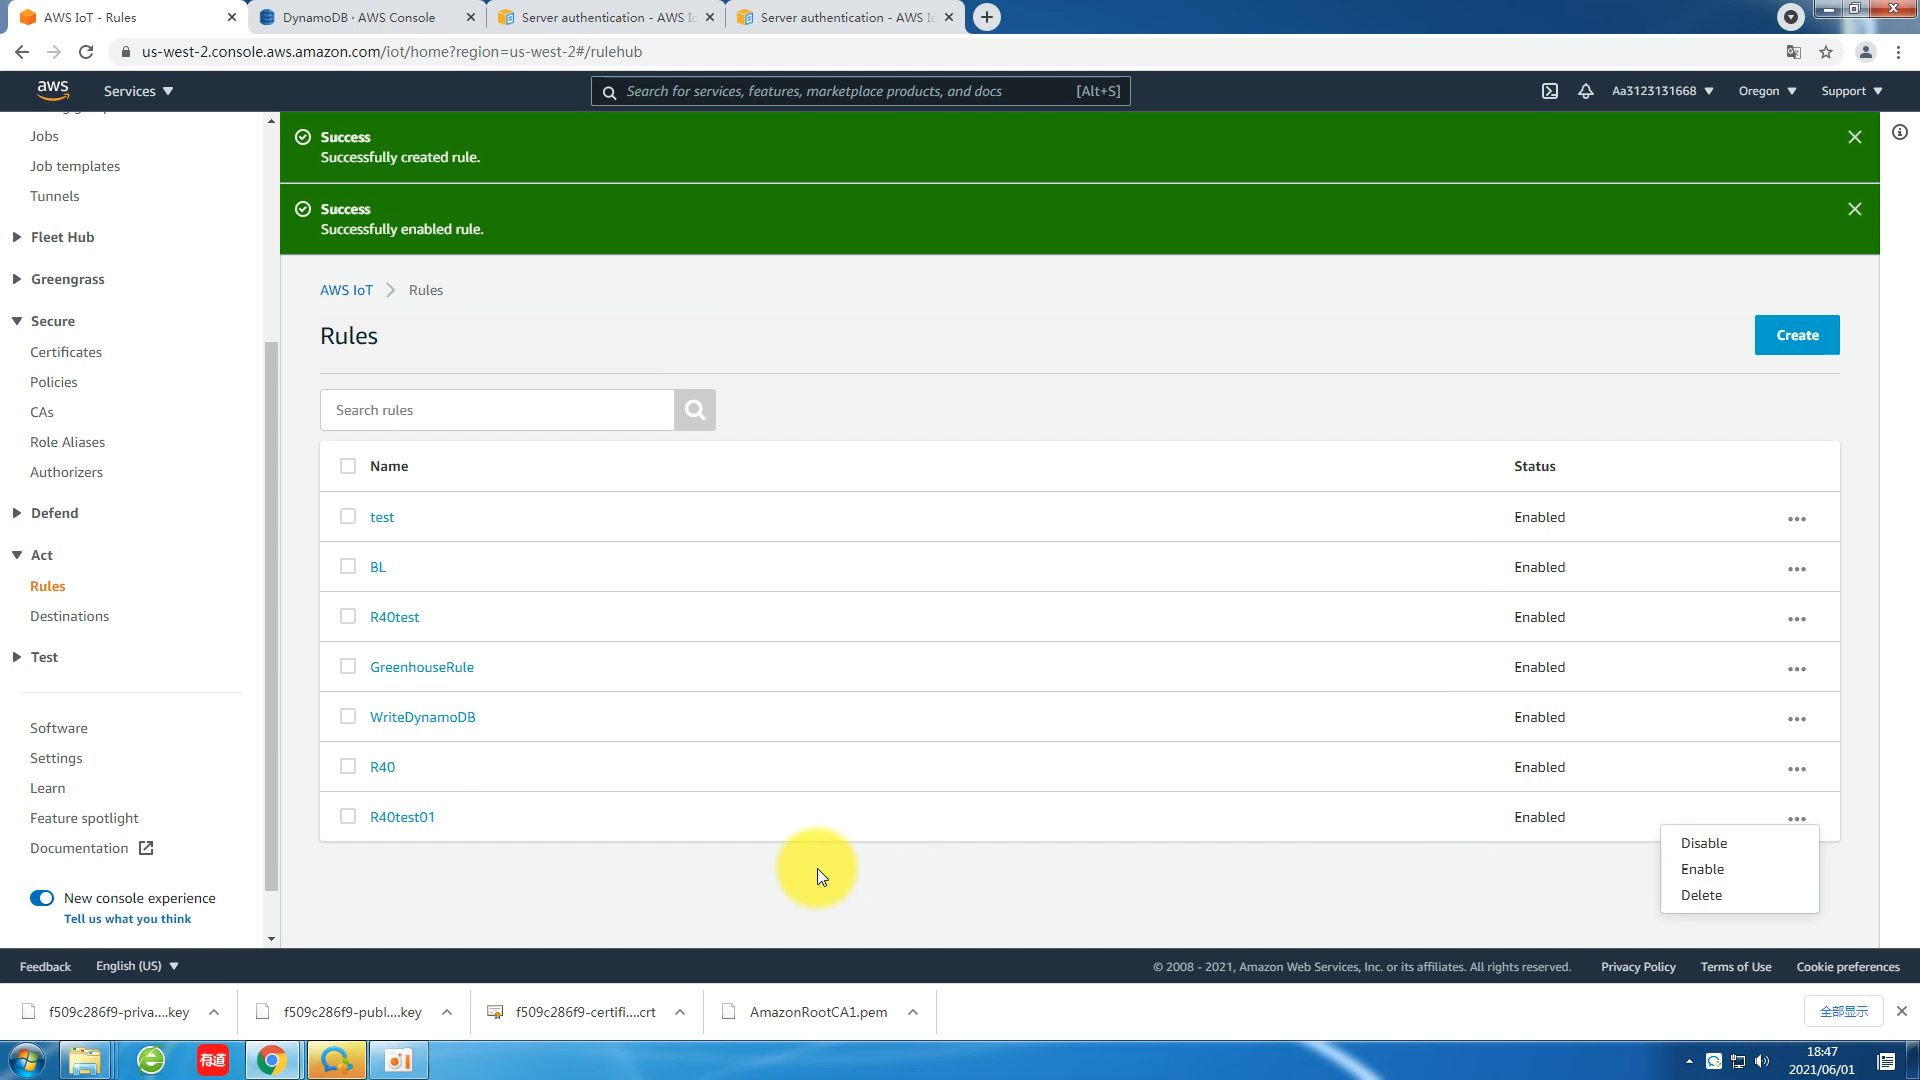 AWS IoT - Rules
DynamoDB · AWS Console
Server authentication - AWS Io
Server authentication - AWS Io
us-west-2.console.aws.amazon.com/iot/home?region=us-west-2#/rulehub
aws
Services
Search for services, features, marketplace products, and docs
[Alt+S]
Aa3123131668
Oregon
Support
Jobs
Job templates
Tunnels
Fleet Hub
Greengrass
Secure
Certificates
Policies
CAs
Role Aliases
Authorizers
Defend
Act
Rules
Destinations
Test
Software
Settings
Learn
Feature spotlight
Documentation
New console experience
Tell us what you think
Success
Successfully created rule.
Success
Successfully enabled rule.
AWS IoT
Rules
Rules
Create
Search rules
Name
Status
test
Enabled
BL
Enabled
R40test
Enabled
GreenhouseRule
Enabled
WriteDynamoDB
Enabled
R40
Enabled
R40test01
Enabled
Disable
Enable
Delete
Feedback
English (US)
© 2008 - 2021, Amazon Web Services, Inc. or its affiliates. All rights reserved.
Privacy Policy
Terms of Use
Cookie preferences
f509c286f9-priva....key
f509c286f9-publ....key
f509c286f9-certifi....crt
AmazonRootCA1.pem
全部显示
有道
18:47
2021/06/01